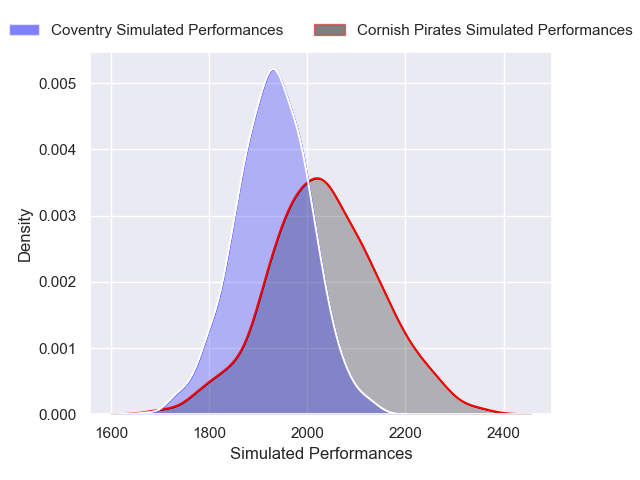 Coventry Simulated Performances
Cornish Pirates Simulated Performances
0.005
0.004
0.003
0.002
0.001
0.000
Density
1600
1800
2000
2200
2400
Simulated Performances